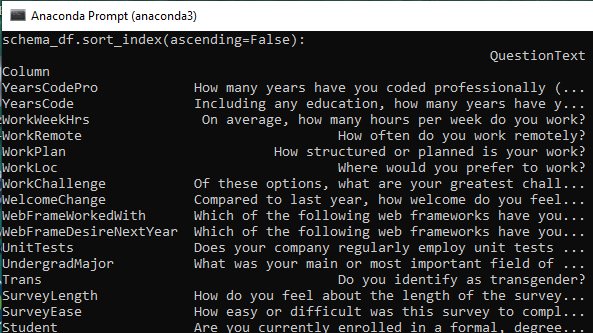 Anaconda Prompt (anaconda3)
schema_df.sort_index(ascending=False):
QuestionText
Column
YearsCodePro How many years have you coded professionally (...
YearsCode Including any education, how many years have y...
WorkWeekHrs On average, how many hours per week do you work?
WorkRemote How often do you work remotely?
WorkPlan How structured or planned is your work?
WorkLoc Where would you prefer to work?
WorkChallenge Of these options, what are your greatest chall...
WelcomeChange Compared to last year, how welcome do you feel...
WebFrameWorkedWith Which of the following web frameworks have you...
WebFrameDesireNextYear Which of the following web frameworks have you...
UnitTests Does your company regularly employ unit tests ...
UndergradMajor What was your main or most important field of ...
Trans Do you identify as transgender?
SurveyLength How do you feel about the length of the survey...
SurveyEase How easy or difficult was this survey to compl...
Student Are you currently enrolled in a formal, degree...